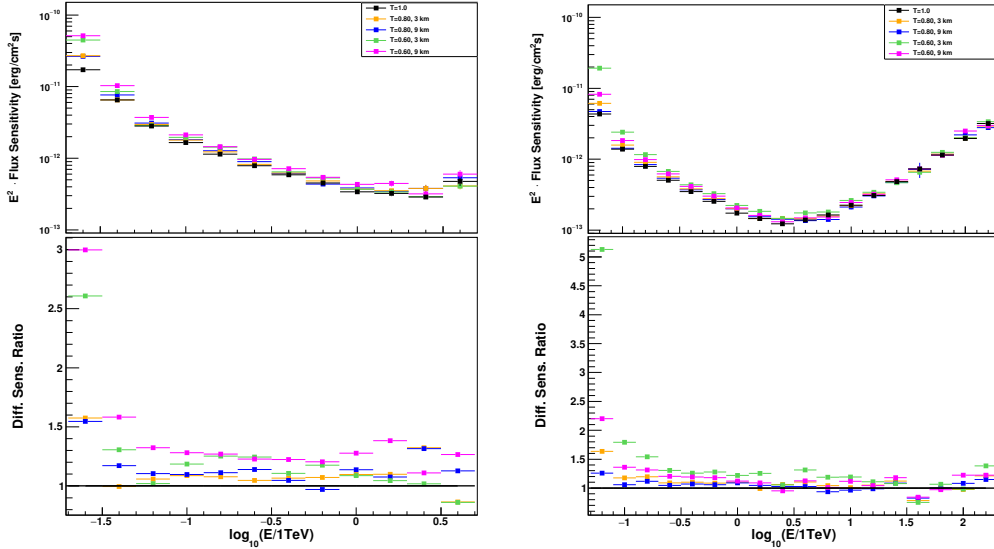 E² · Flux Sensitivity [erg/cm²s]
10⁻¹⁰
10⁻¹¹
10⁻¹²
10⁻¹³
T=1.0
T=0.80, 3 km
T=0.80, 9 km
T=0.60, 3 km
T=0.60, 9 km
Diff. Sens. Ratio
3
2.5
2
1.5
1
−1.5
−1
−0.5
0
0.5
log₁₀(E/1TeV)
E² · Flux Sensitivity [erg/cm²s]
10⁻¹⁰
10⁻¹¹
10⁻¹²
10⁻¹³
T=1.0
T=0.80, 3 km
T=0.80, 9 km
T=0.60, 3 km
T=0.60, 9 km
Diff. Sens. Ratio
5
4.5
4
3.5
3
2.5
2
1.5
1
−1
−0.5
0
0.5
1
1.5
2
log₁₀(E/1TeV)